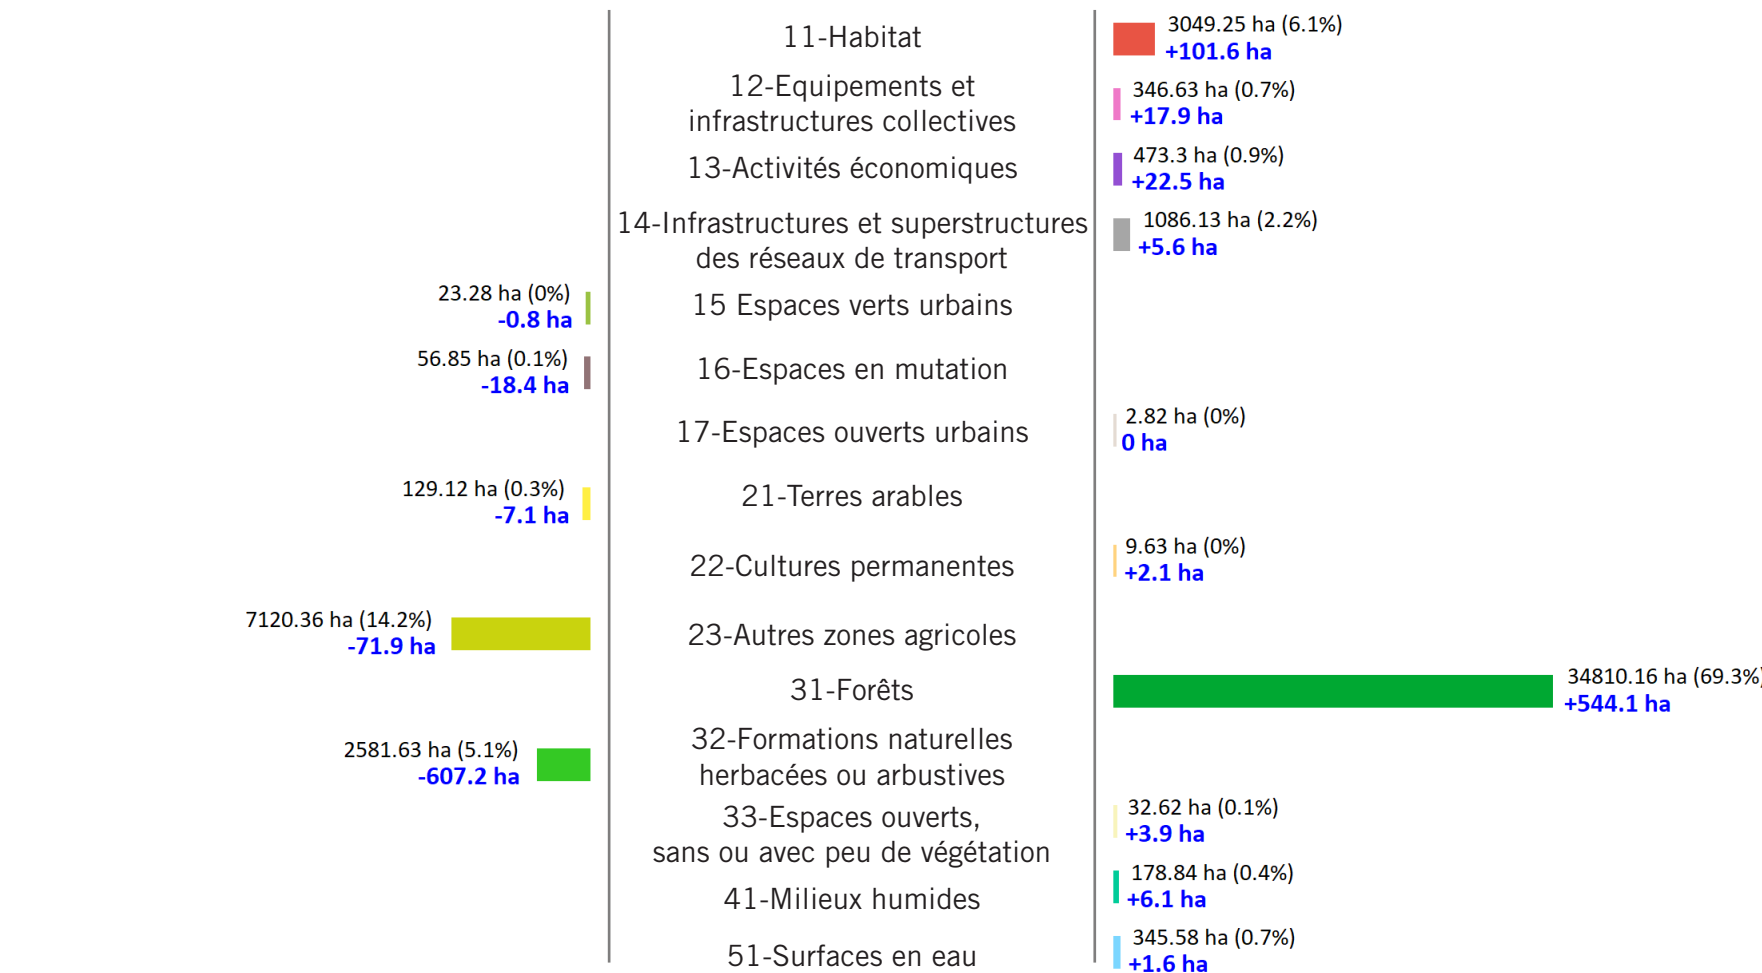 11-Habitat
3049.25 ha (6.1%)
+101.6 ha
12-Equipements et
infrastructures collectives
346.63 ha (0.7%)
+17.9 ha
13-Activités économiques
473.3 ha (0.9%)
+22.5 ha
14-Infrastructures et superstructures
des réseaux de transport
1086.13 ha (2.2%)
+5.6 ha
23.28 ha (0%)
-0.8 ha
15 Espaces verts urbains
56.85 ha (0.1%)
-18.4 ha
16-Espaces en mutation
17-Espaces ouverts urbains
2.82 ha (0%)
0 ha
129.12 ha (0.3%)
-7.1 ha
21-Terres arables
22-Cultures permanentes
9.63 ha (0%)
+2.1 ha
7120.36 ha (14.2%)
-71.9 ha
23-Autres zones agricoles
31-Forêts
34810.16 ha (69.3%)
+544.1 ha
2581.63 ha (5.1%)
-607.2 ha
32-Formations naturelles
herbacées ou arbustives
33-Espaces ouverts,
sans ou avec peu de végétation
32.62 ha (0.1%)
+3.9 ha
41-Milieux humides
178.84 ha (0.4%)
+6.1 ha
51-Surfaces en eau
345.58 ha (0.7%)
+1.6 ha